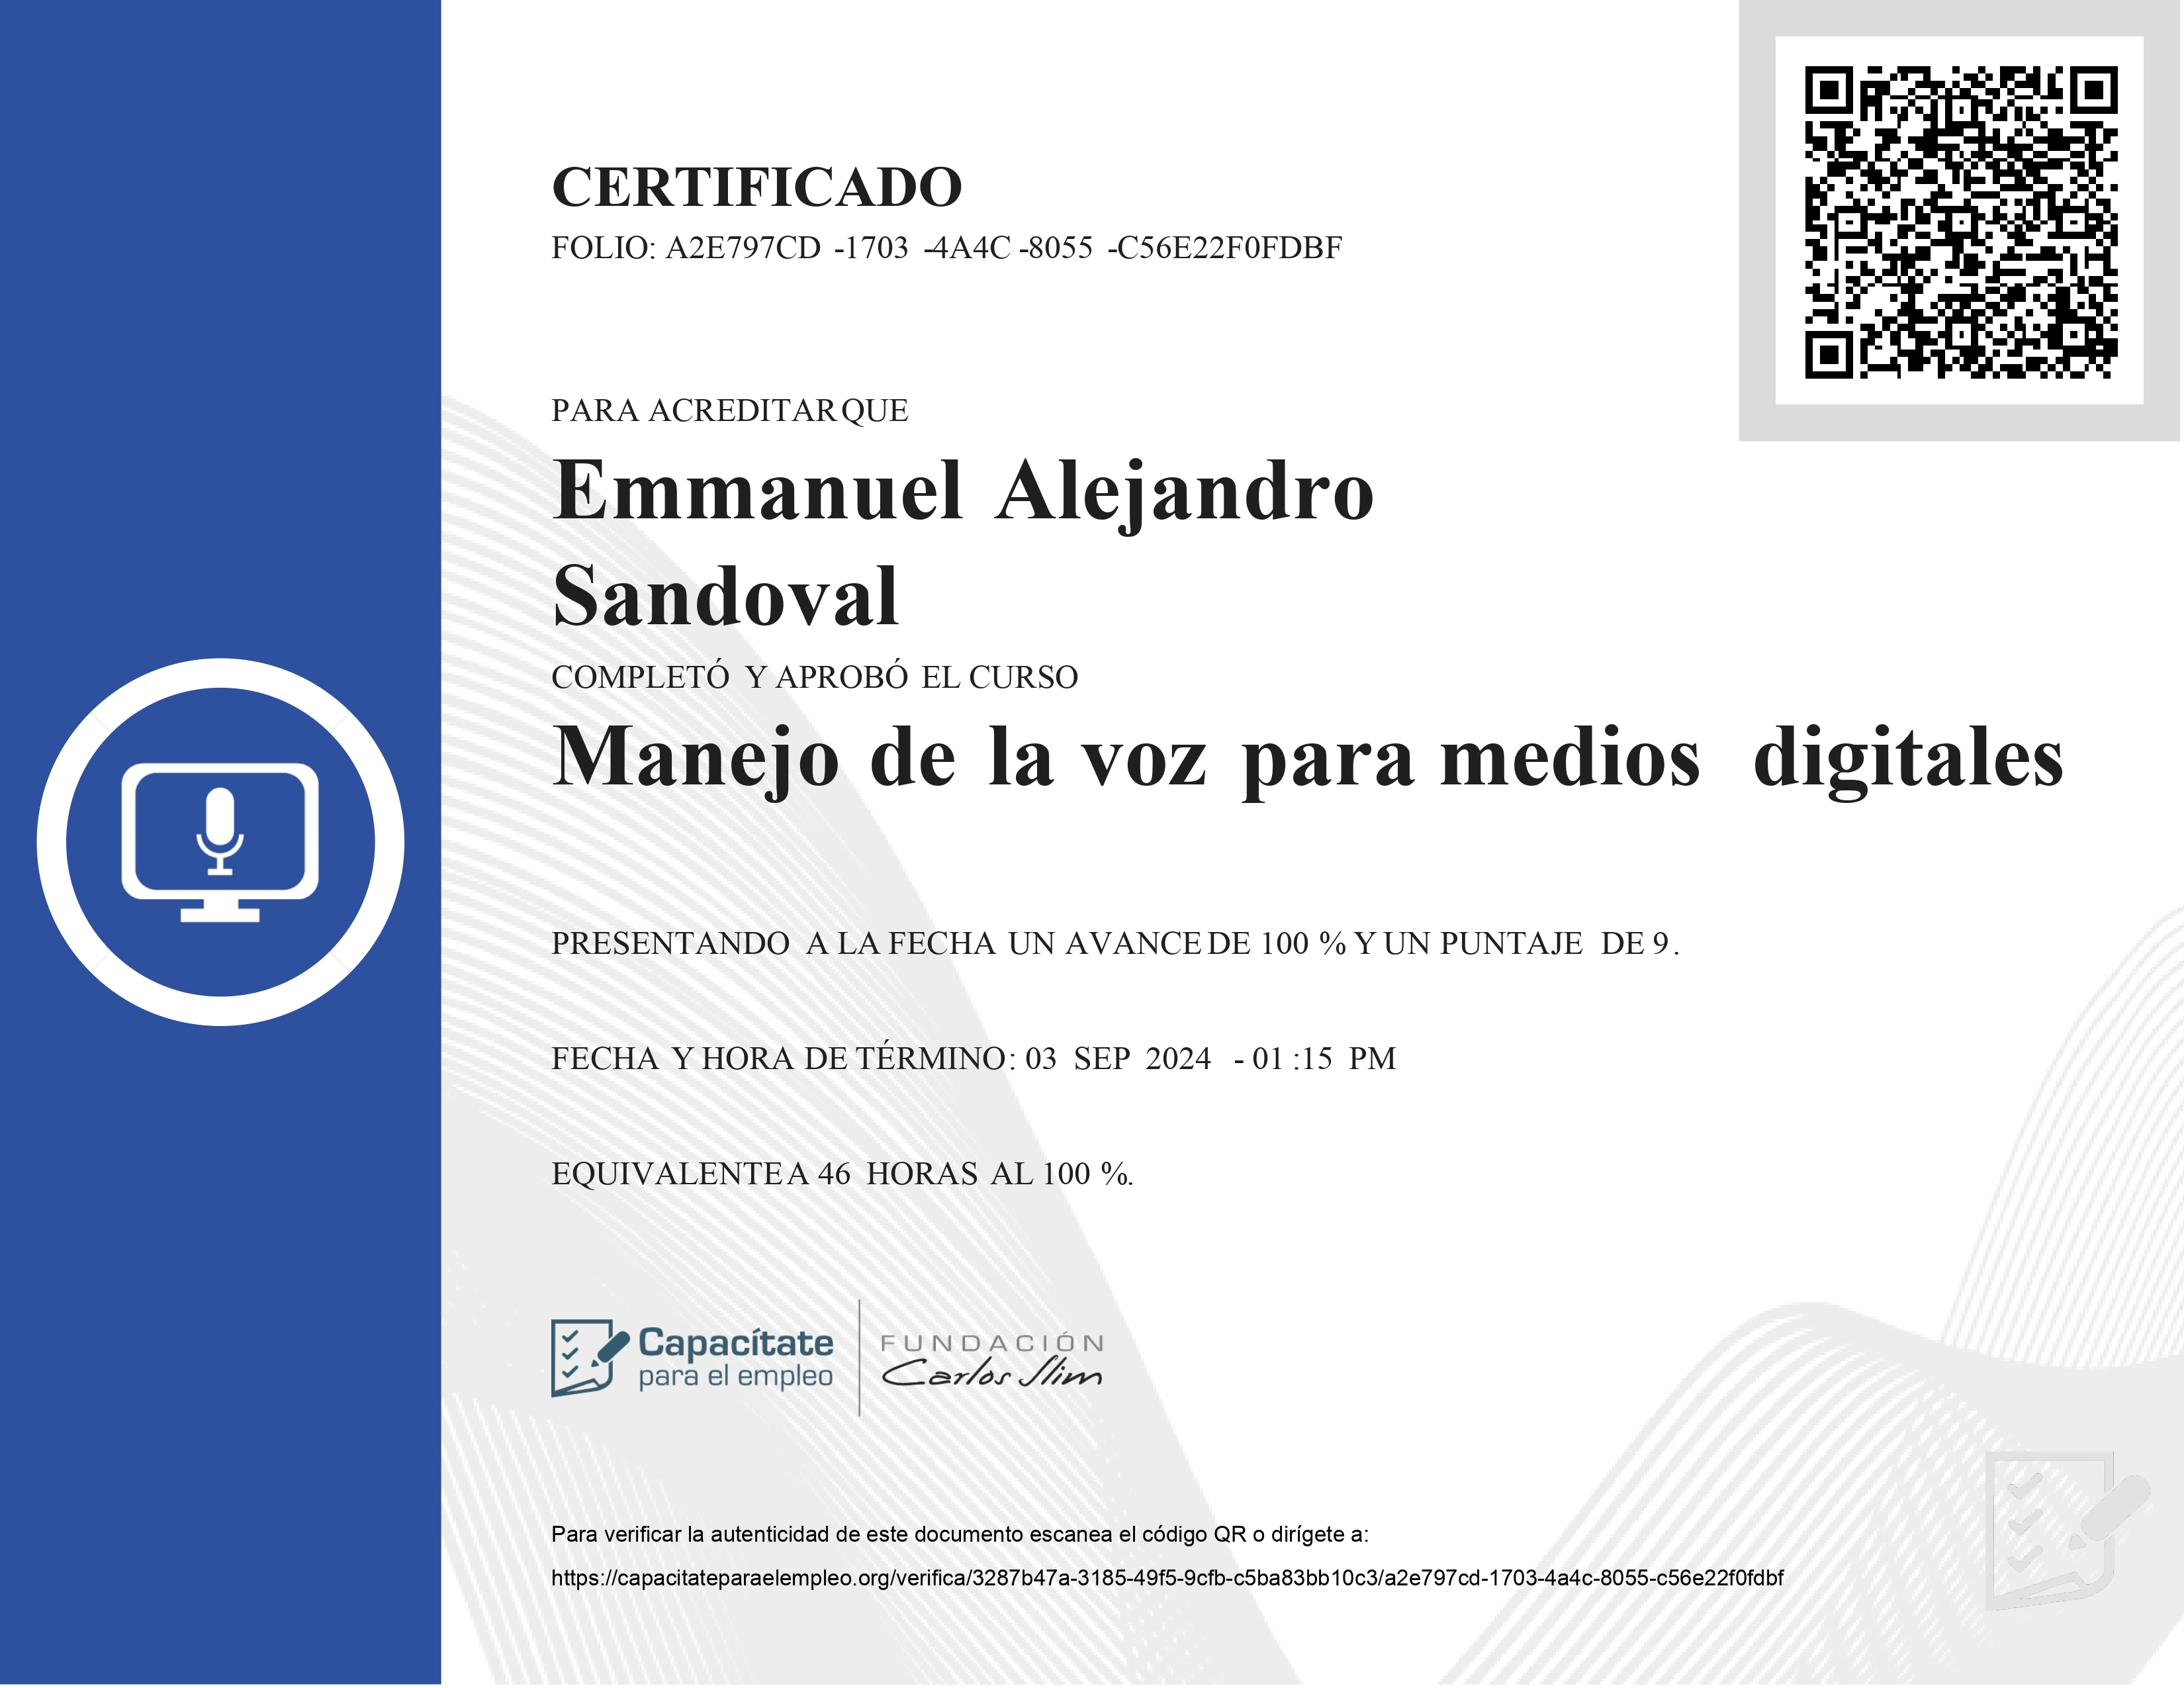 CERTIFICADO
FOLIO: A2E797CD -1703 -4A4C -8055 -C56E22F0FDBF
PARA ACREDITAR QUE
Emmanuel Alejandro
Sandoval
COMPLETÓ Y APROBÓ EL CURSO
Manejo de la voz para medios digitales
PRESENTANDO A LA FECHA UN AVANCE DE 100 % Y UN PUNTAJE DE 9.
FECHA Y HORA DE TÉRMINO: 03 SEP 2024 - 01 :15 PM
EQUIVALENTE A 46 HORAS AL 100 %.
Capacítate
para el empleo
FUNDACIÓN
Carlos Slim
Para verificar la autenticidad de este documento escanea el código QR o dirígete a:
https://capacitateparaelempleo.org/verifica/3287b47a-3185-49f5-9cfb-c5ba83bb10c3/a2e797cd-1703-4a4c-8055-c56e22f0fdbf